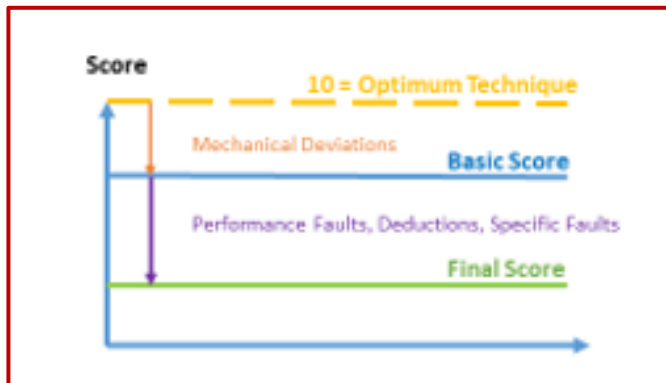 Score
10 = Optimum Technique
Mechanical Deviations
Basic Score
Performance Faults, Deductions, Specific Faults
Final Score